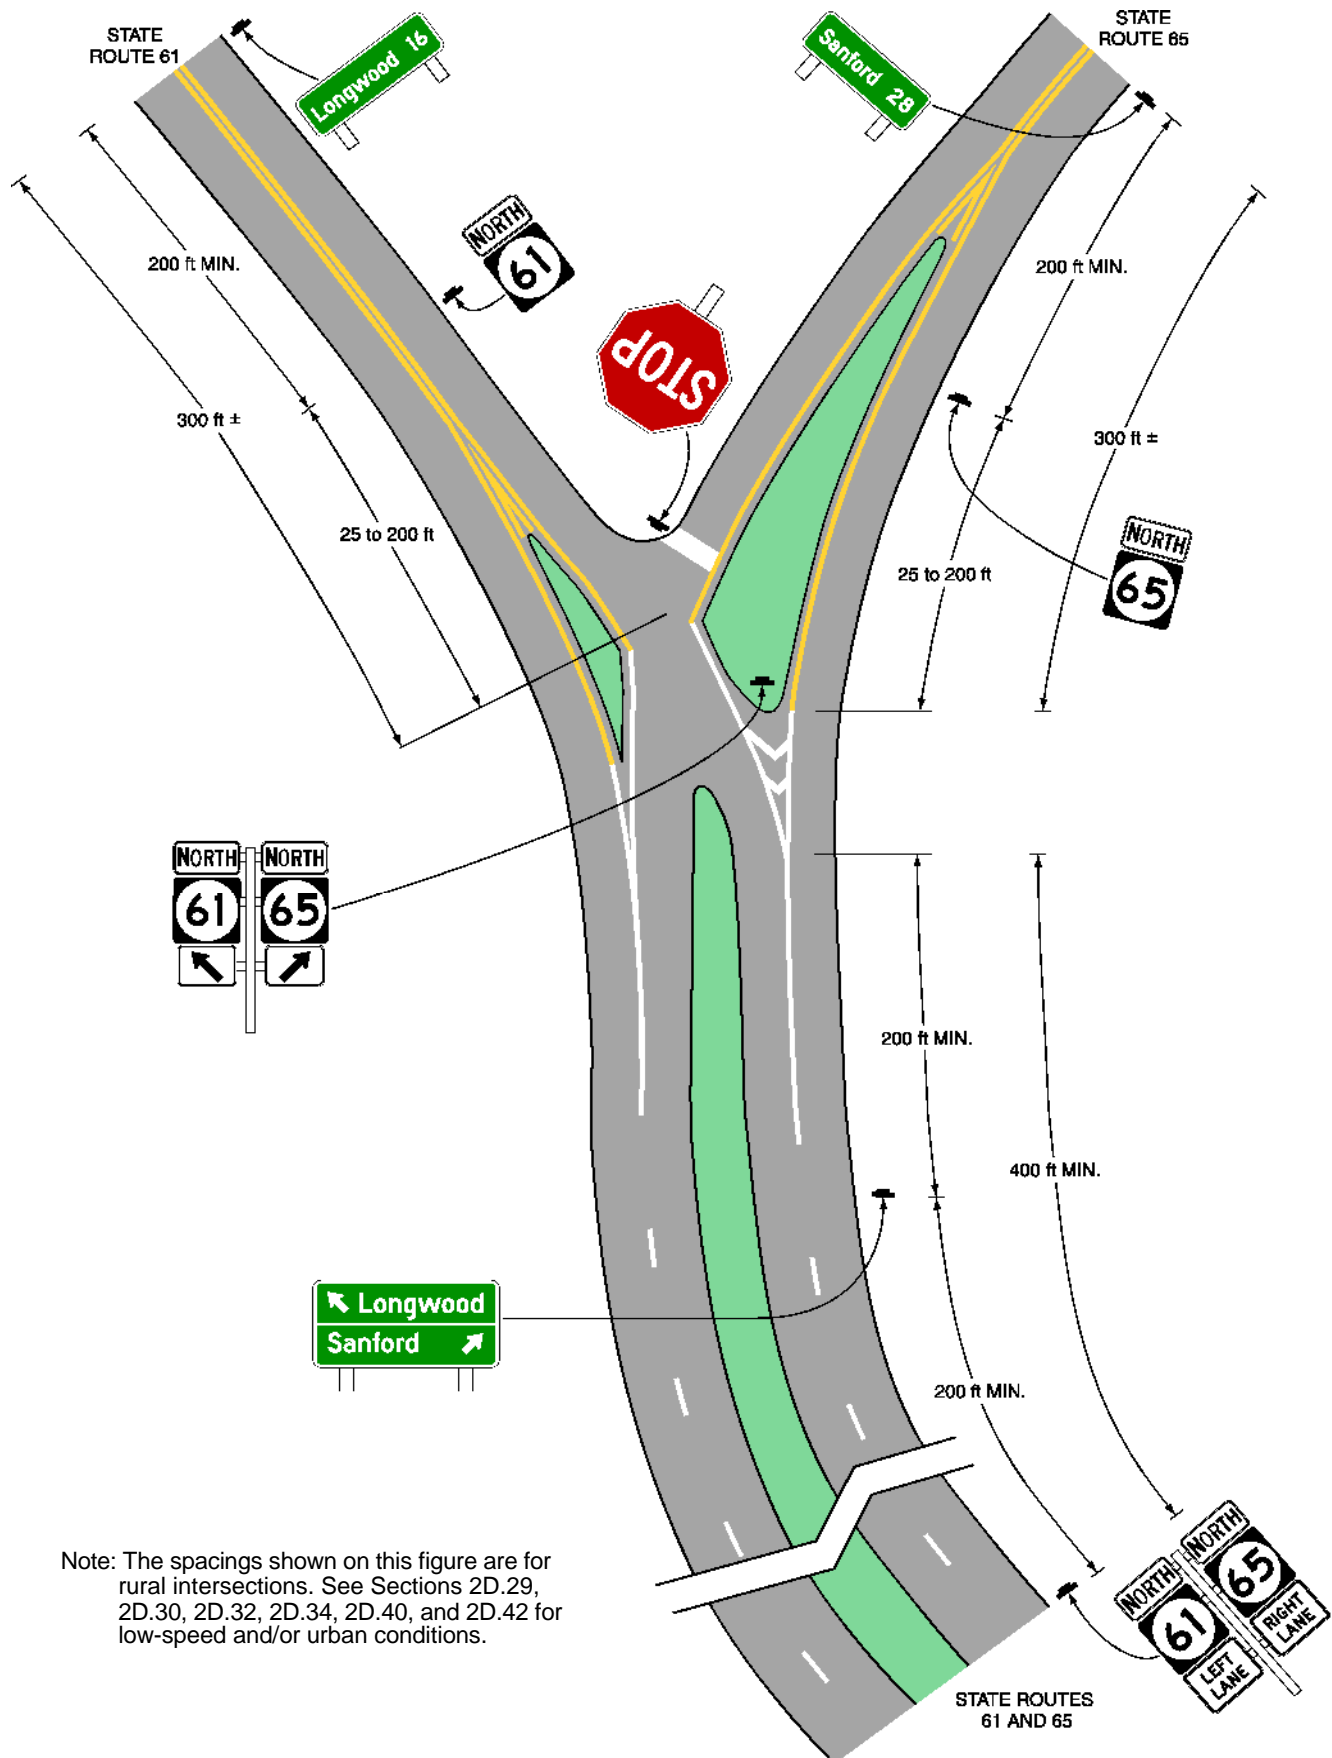 STATE
ROUTE 61
Longwood 16
Sanford 28
STATE
ROUTE 65
200 ft MIN.
NORTH
61
STOP
200 ft MIN.
300 ft ±
300 ft ±
25 to 200 ft
NORTH
65
25 to 200 ft
NORTH NORTH
61 65
200 ft MIN.
400 ft MIN.
Longwood
Sanford
200 ft MIN.
NORTH
61
LEFT
LANE
NORTH
65
RIGHT
LANE
Note: The spacings shown on this figure are for
rural intersections. See Sections 2D.29,
2D.30, 2D.32, 2D.34, 2D.40, and 2D.42 for
low-speed and/or urban conditions.
STATE ROUTES
61 AND 65